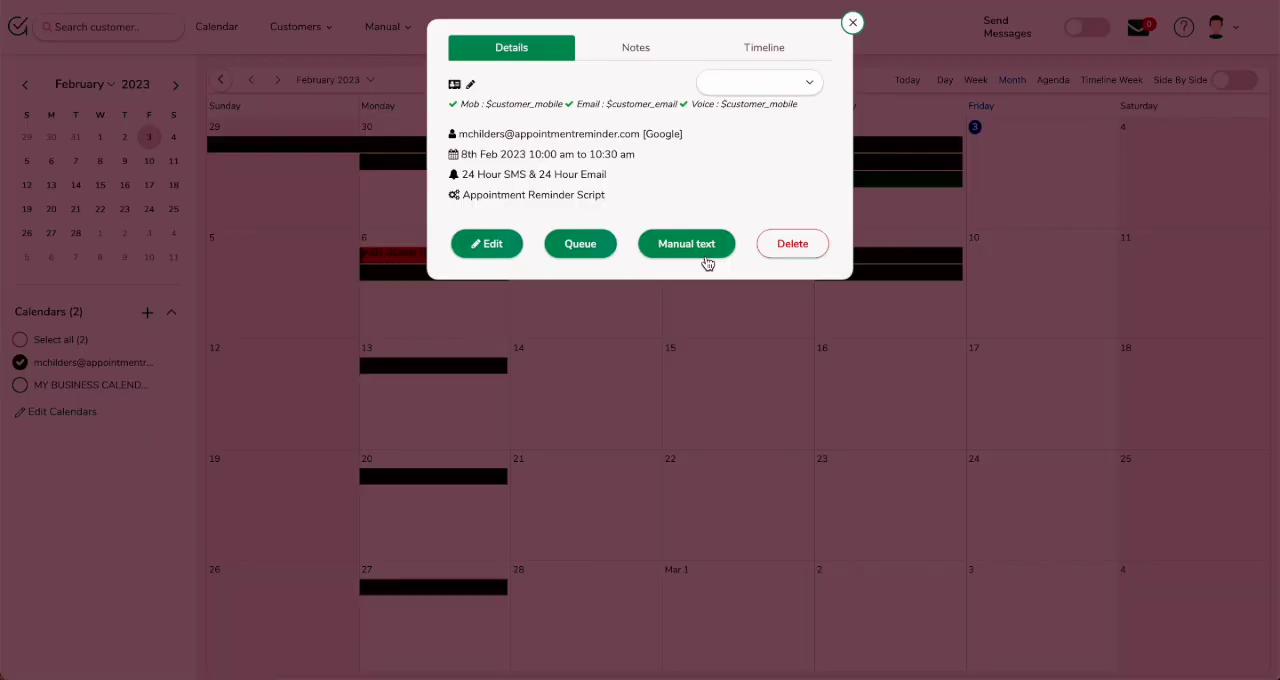 Search customer..
Calendar
Customers
Manual
Send
Messages
0
?
Details
Notes
Timeline
Mob : $customer_mobile Email : $customer_email Voice : $customer_mobile
mchilders@appointmentreminder.com [Google]
8th Feb 2023 10:00 am to 10:30 am
24 Hour SMS & 24 Hour Email
Appointment Reminder Script
Edit
Queue
Manual text
Delete
February 2023
S M T W T F S
29 30 31 1 2 3 4
5 6 7 8 9 10 11
12 13 14 15 16 17 18
19 20 21 22 23 24 25
26 27 28 1 2 3 4
5 6 7 8 9 10 11
Calendars (2)
Select all (2)
mchilders@appointmentr...
MY BUSINESS CALEND...
Edit Calendars
February 2023
Today Day Week Month Agenda Timeline Week Side By Side
Sunday Monday Friday Saturday
29 30 3 4
5 6 10 11
12 13 14 15 16 17 18
19 20 21 22 23 24 25
26 27 28 Mar 1 2 3 4